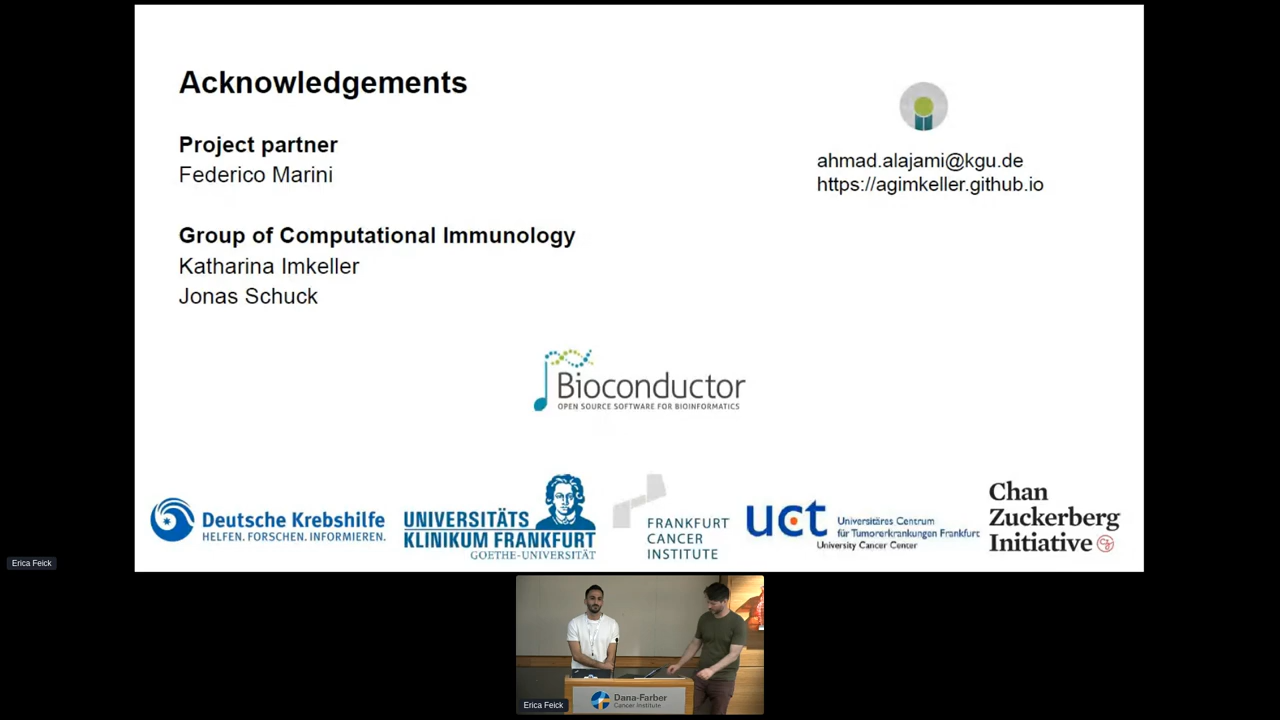 Acknowledgements
Project partner
Federico Marini
Group of Computational Immunology
Katharina Imkeller
Jonas Schuck
ahmad.alajami@kgu.de
https://agimkeller.github.io
Bioconductor
OPEN SOURCE SOFTWARE FOR BIOINFORMATICS
Deutsche Krebshilfe
HELFEN. FORSCHEN. INFORMIEREN.
UNIVERSITÄTS
KLINIKUM FRANKFURT
GOETHE-UNIVERSITÄT
FRANKFURT
CANCER
INSTITUTE
uct
Universitäres Centrum
für Tumorerkrankungen Frankfurt
University Cancer Center
Chan
Zuckerberg
Initiative
Erica Feick
Dana-Farber
Cancer Institute
Erica Feick